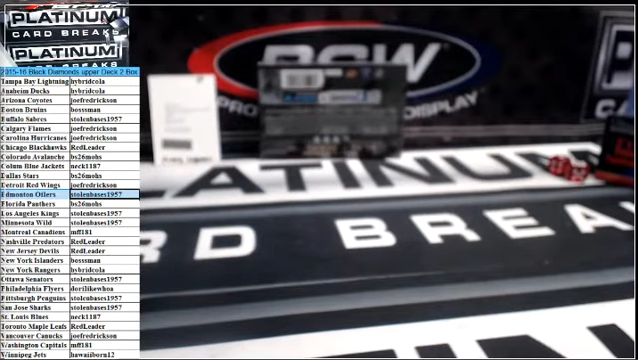 PLATINUM
CARD BREAKS
PLATINUM
CARD BREAKS
2015-16 Black Diamonds upper Deck 2 Box
Tampa Bay Lightning hybridcola
Anaheim Ducks hybridcola
Arizona Coyotes joefredrickson
Boston Bruins bosssman
Buffalo Sabres stolenbases1957
Calgary Flames joefredrickson
Carolina Hurricanes joefredrickson
Chicago Blackhawks RedLeader
Colorado Avalanche bs26mohs
Colum Blue Jackets neck1187
Dallas Stars bs26mohs
Detroit Red Wings joefredrickson
Edmonton Oilers stolenbases1957
Florida Panthers bs26mohs
Los Angeles Kings stolenbases1957
Minnesota Wild stolenbases1957
Montreal Canadiens mff181
Nashville Predators RedLeader
New Jersey Devils RedLeader
New York Islanders bosssman
New York Rangers hybridcola
Ottawa Senators stolenbases1957
Philadelphia Flyers dorilikewhoa
Pittsburgh Penguins stolenbases1957
San Jose Sharks stolenbases1957
St. Louis Blues neck1187
Toronto Maple Leafs RedLeader
Vancouver Canucks joefredrickson
Washington Capitals mff181
Winnipeg Jets hawaiiborn12
PLATINUM
RD BREA